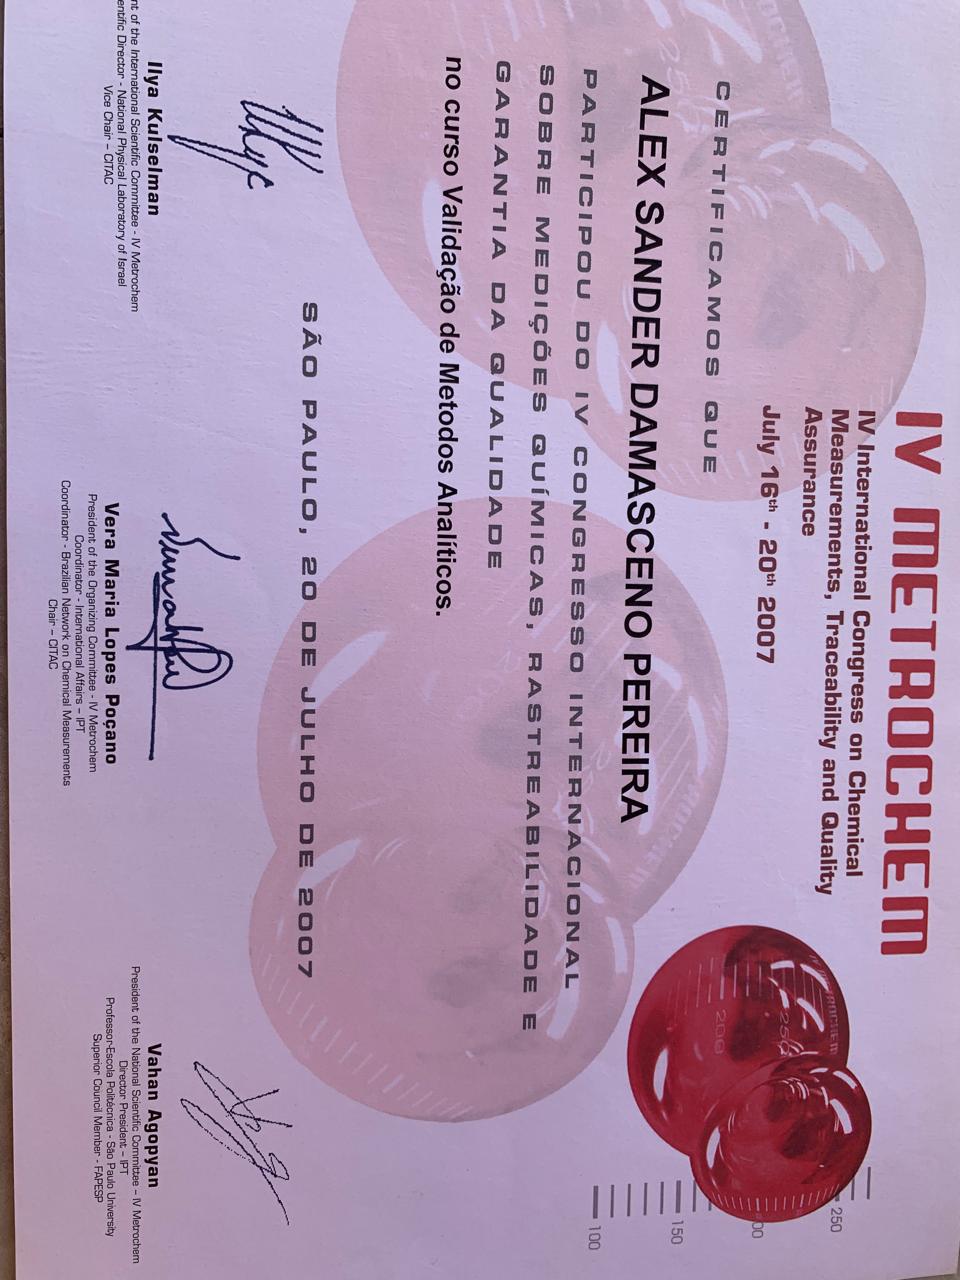 IV METROCHEM
IV International Congress on Chemical
Measurements, Traceability and Quality
Assurance
July 16th - 20th 2007
CERTIFICAMOS QUE
ALEX SANDER DAMASCENO PEREIRA
PARTICIPOU DO IV CONGRESSO INTERNACIONAL
SOBRE MEDIÇÕES QUÍMICAS, RASTREABILIDADE E
GARANTIA DA QUALIDADE
no curso Validação de Metodos Analíticos.
SÃO PAULO, 20 DE JULHO DE 2007
Ilya Kulselman
nt of the International Scientific Committee - IV Metrochem
entific Director - National Physical Laboratory of Israel
Vice Chair – CITAC
Vera Maria Lopes Poçano
President of the Organizing Committee - IV Metrochem
Coordinator - International Affairs – IPT
Coordinator - Brazilian Network on Chemical Measurements
Chair – CITAC
Vahan Agopyan
President of the National Scientific Committee – IV Metrochem
Director President – IPT
Professor-Escola Politécnica - São Paulo University
Superior Council Member - FAPESP
250
150
100